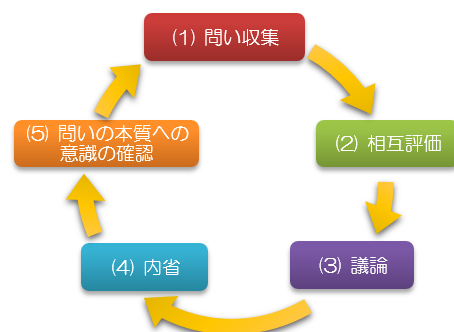 (1) 問い収集
(2) 相互評価
(3) 議論
(4) 内省
(5) 問いの本質への
意識の確認